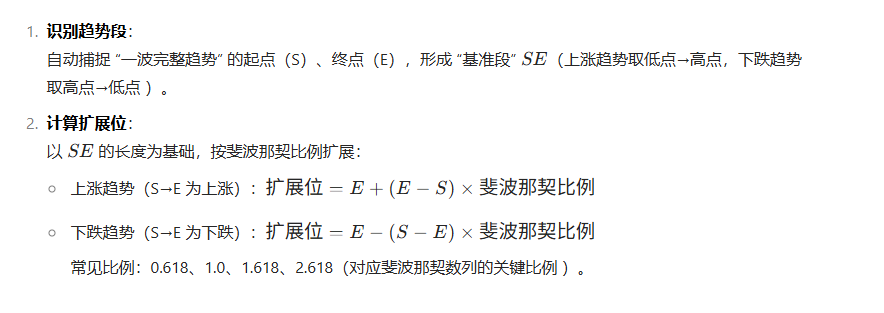 1. 识别趋势段：
自动捕捉 “一波完整趋势” 的起点（S）、终点（E），形成 “基准段” SE（上涨趋势取低点→高点，下跌趋势
取高点→低点 ）。
2. 计算扩展位：
以 SE 的长度为基础，按斐波那契比例扩展：
○ 上涨趋势（S→E 为上涨）：扩展位 = E + (E − S) × 斐波那契比例
○ 下跌趋势（S→E 为下跌）：扩展位 = E − (S − E) × 斐波那契比例
常见比例：0.618、1.0、1.618、2.618（对应斐波那契数列的关键比例 ）。